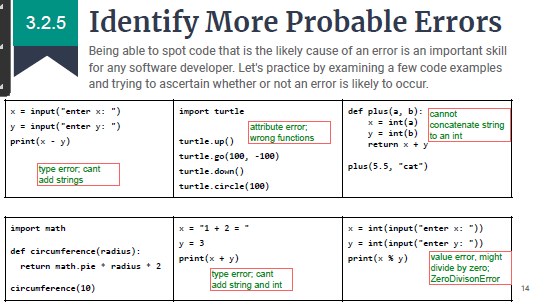 3.2.5
Identify More Probable Errors
Being able to spot code that is the likely cause of an error is an important skill
for any software developer. Let's practice by examining a few code examples
and trying to ascertain whether or not an error is likely to occur.
x = input("enter x: ")
y = input("enter y: ")
print(x - y)
type error; cant
add strings
import turtle
attribute error;
wrong functions
turtle.up()
turtle.go(100, -100)
turtle.down()
turtle.circle(100)
def plus(a, b):
x = int(a)
y = int(b)
return x + y
plus(5.5, "cat")
cannot
concatenate string
to an int
import math
def circumference(radius):
return math.pie * radius * 2
circumference(10)
x = "1 + 2 = "
y = 3
print(x + y)
type error; cant
add string and int
x = int(input("enter x: "))
y = int(input("enter y: "))
print(x % y)
value error, might
divide by zero;
ZeroDivisonError
14